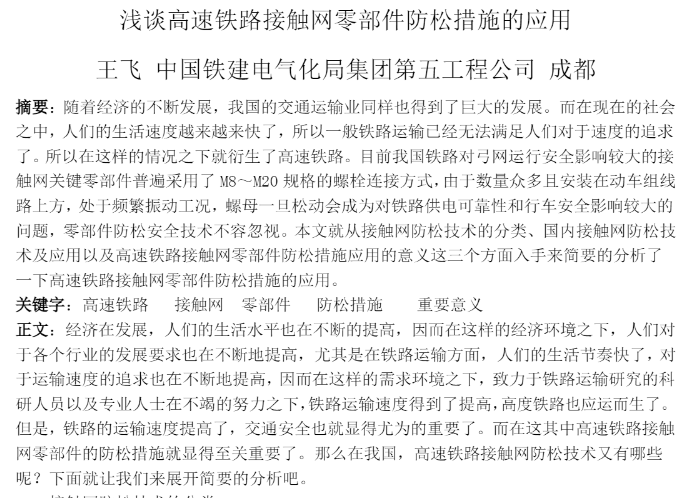 浅谈高速铁路接触网零部件防松措施的应用
王飞 中国铁建电气化局集团第五工程公司 成都
摘要：随着经济的不断发展，我国的交通运输业同样也得到了巨大的发展。而在现在的社会
之中，人们的生活速度越来越来快了，所以一般铁路运输已经无法满足人们对于速度的追求
了。所以在这样的情况之下就衍生了高速铁路。目前我国铁路对弓网运行安全影响较大的接
触网关键零部件普遍采用了 M8～M20 规格的螺栓连接方式，由于数量众多且安装在动车组线
路上方，处于频繁振动工况，螺母一旦松动会成为对铁路供电可靠性和行车安全影响较大的
问题，零部件防松安全技术不容忽视。本文就从接触网防松技术的分类、国内接触网防松技
术及应用以及高速铁路接触网零部件防松措施应用的意义这三个方面入手来简要的分析了
一下高速铁路接触网零部件防松措施的应用。
关键字：高速铁路 接触网 零部件 防松措施 重要意义
正文：经济在发展，人们的生活水平也在不断的提高，因而在这样的经济环境之下，人们对
于各个行业的发展要求也在不断地提高，尤其是在铁路运输方面，人们的生活节奏快了，对
于运输速度的追求也在不断地提高，因而在这样的需求环境之下，致力于铁路运输研究的科
研人员以及专业人士在不竭的努力之下，铁路运输速度得到了提高，高度铁路也应运而生了。
但是，铁路的运输速度提高了，交通安全也就显得尤为的重要了。而在这其中高速铁路接触
网零部件的防松措施就显得至关重要了。那么在我国，高速铁路接触网防松技术又有哪些
呢？下面就让我们来展开简要的分析吧。